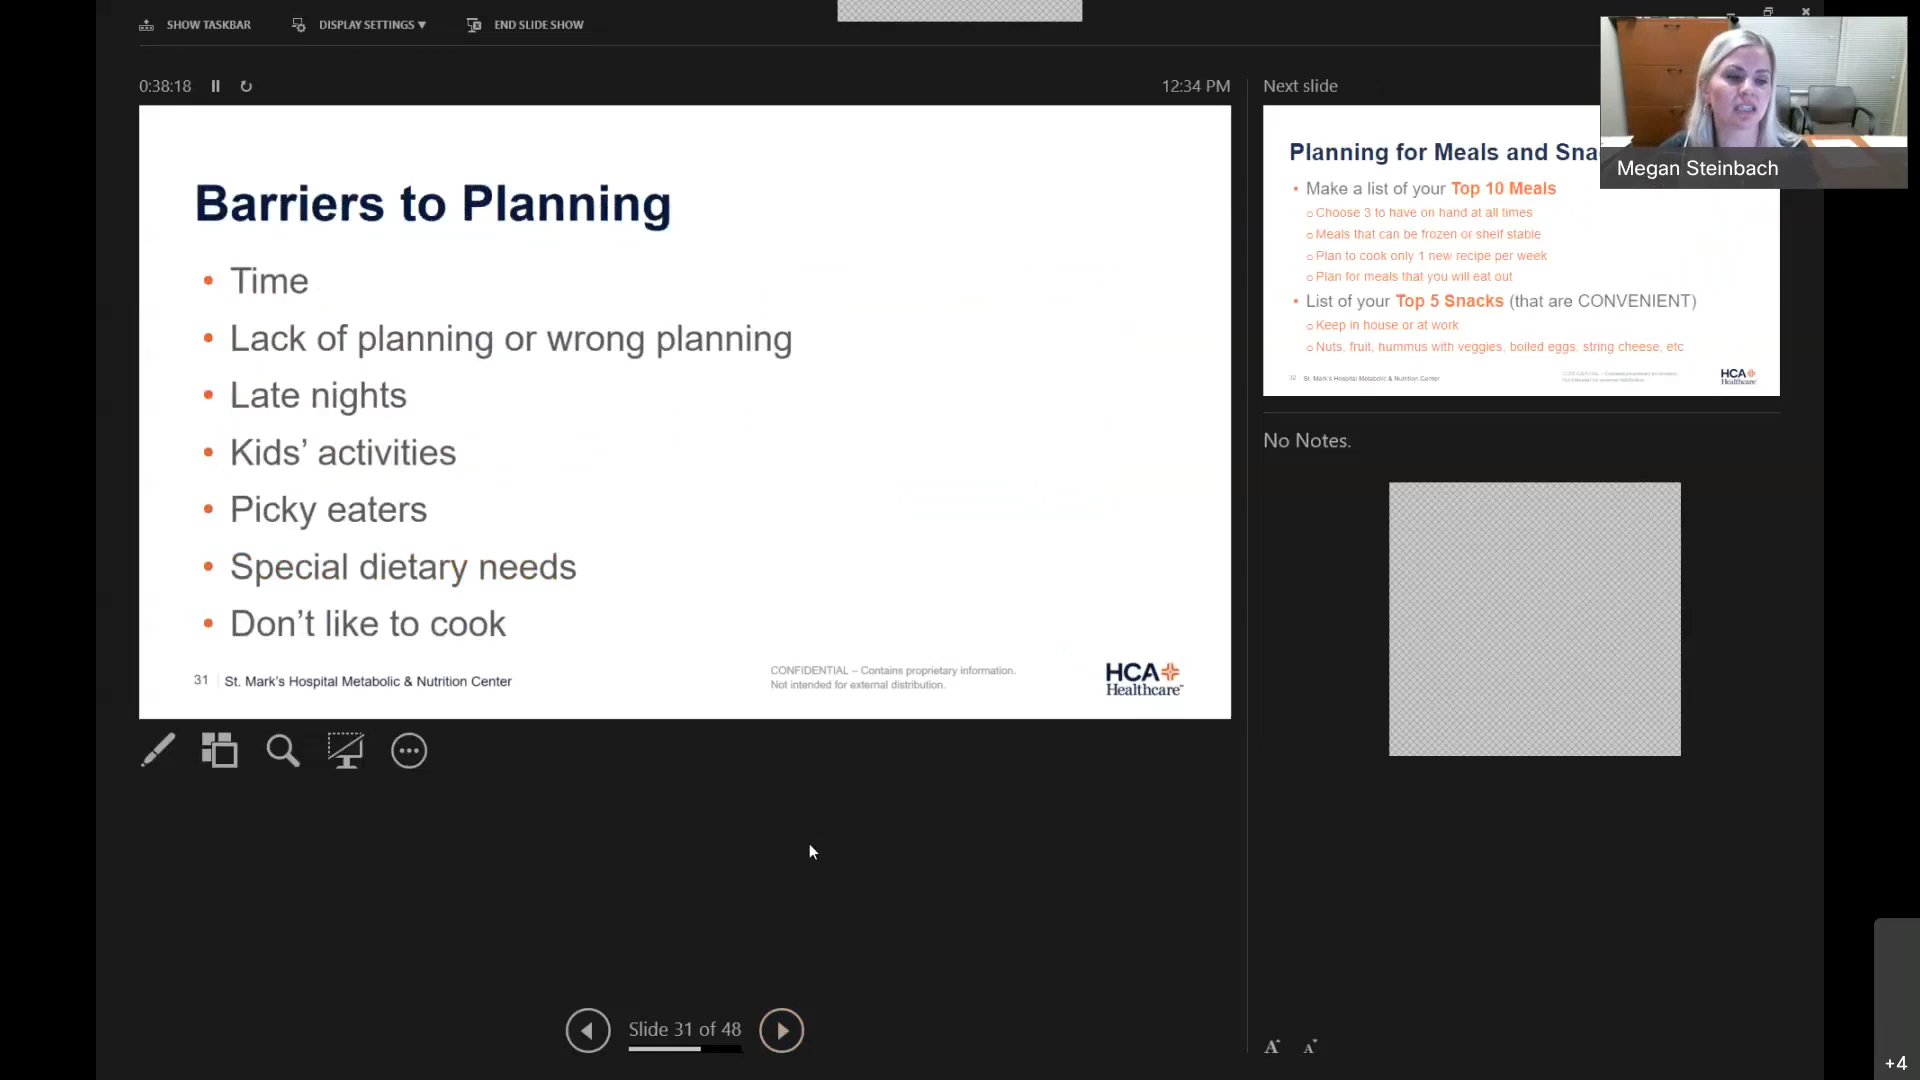 SHOW TASKBAR
DISPLAY SETTINGS ▾
END SLIDE SHOW
0:38:18
12:34 PM
Next slide
Barriers to Planning
• Time
• Lack of planning or wrong planning
• Late nights
• Kids’ activities
• Picky eaters
• Special dietary needs
• Don’t like to cook
31
St. Mark's Hospital Metabolic & Nutrition Center
CONFIDENTIAL – Contains proprietary information.
Not intended for external distribution.
HCA
Healthcare™
Planning for Meals and Sna
• Make a list of your Top 10 Meals
o Choose 3 to have on hand at all times
o Meals that can be frozen or shelf stable
o Plan to cook only 1 new recipe per week
o Plan for meals that you will eat out
• List of your Top 5 Snacks (that are CONVENIENT)
o Keep in house or at work
o Nuts, fruit, hummus with veggies, boiled eggs, string cheese, etc
32 St. Mark's Hospital Metabolic & Nutrition Center
HCA
Healthcare
Megan Steinbach
No Notes.
Slide 31 of 48
A A
+4